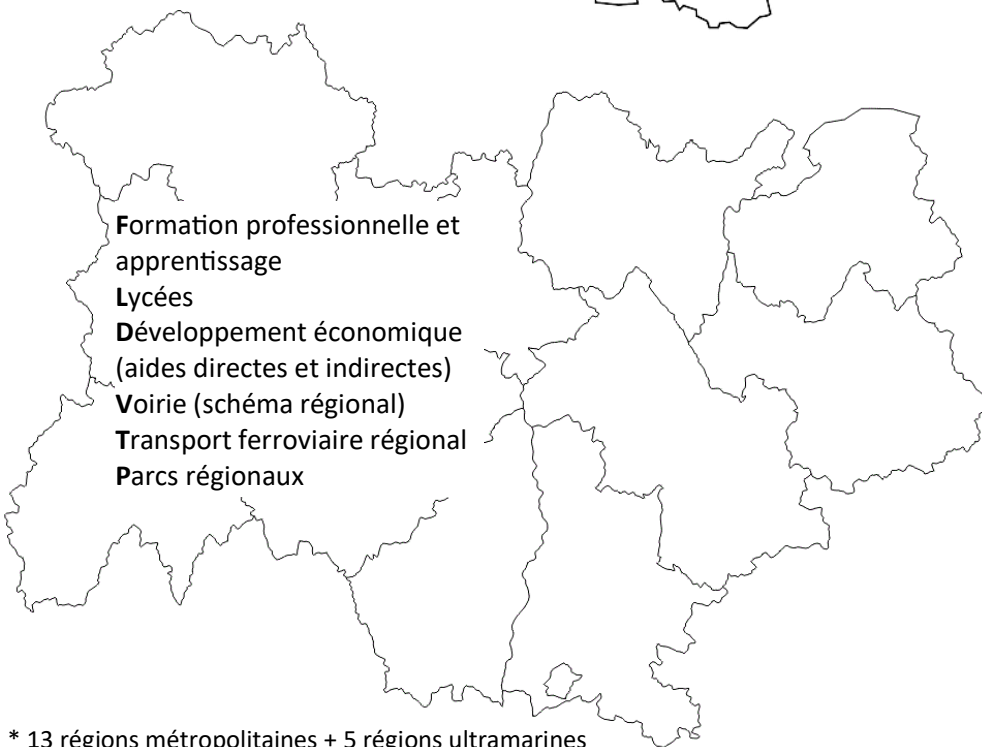 Formation professionnelle et
apprentissage
Lycées
Développement économique
(aides directes et indirectes)
Voirie (schéma régional)
Transport ferroviaire régional
Parcs régionaux
* 13 régions métropolitaines + 5 régions ultramarines